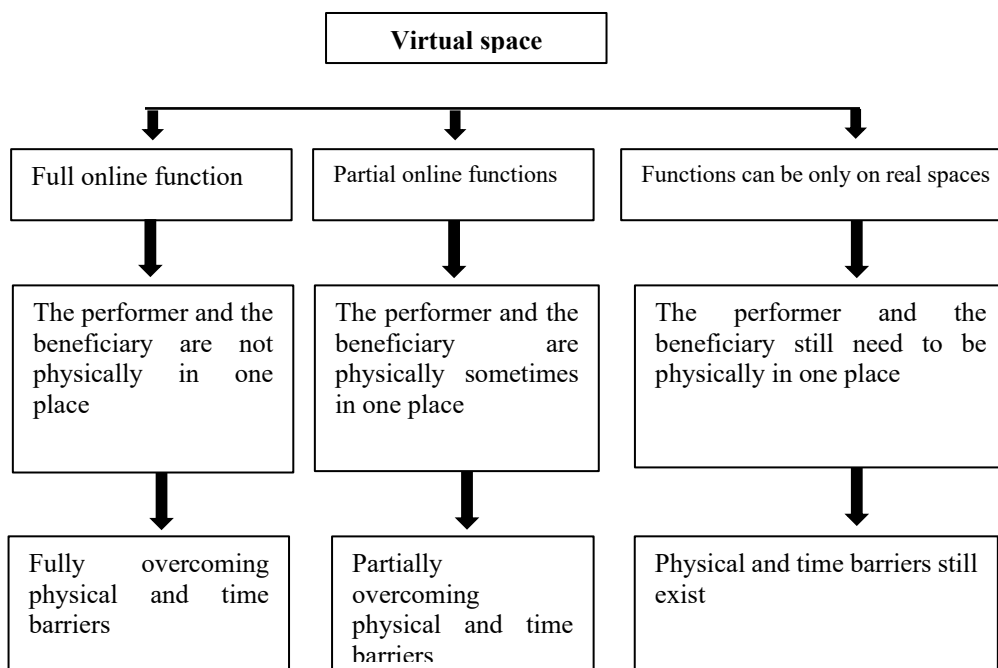 Virtual space
Full online function
Partial online functions
Functions can be only on real spaces
The performer and the
beneficiary are not
physically in one
place
The performer and the
beneficiary are
physically sometimes
in one place
The performer and the
beneficiary still need to be
physically in one place
Fully overcoming
physical and time
barriers
Partially
overcoming
physical and time
barriers
Physical and time barriers still
exist